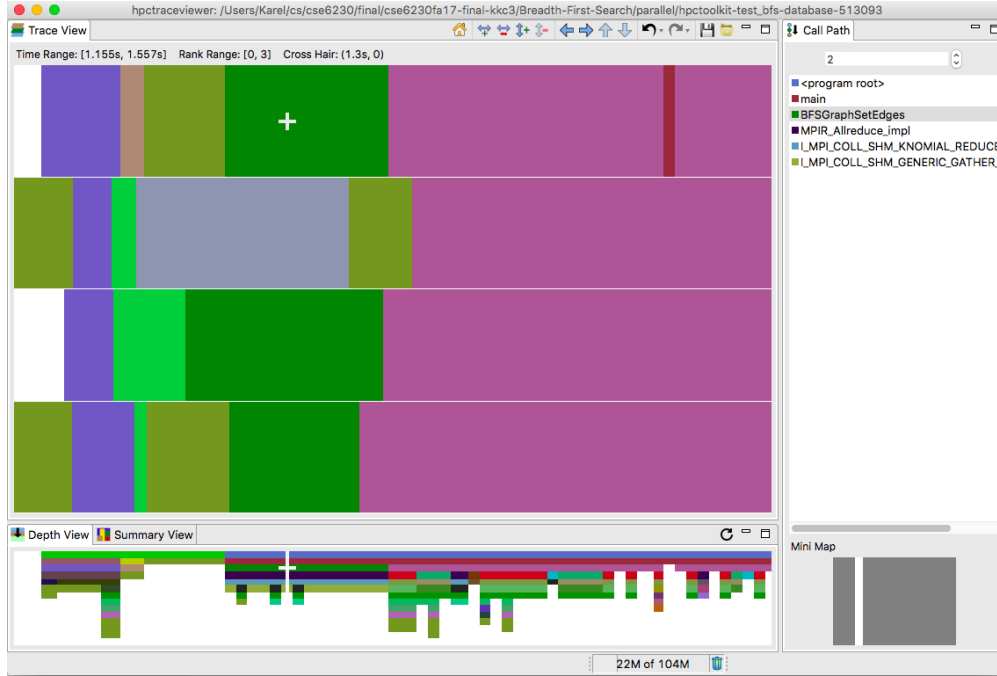 hpctraceviewer: /Users/Karel/cs/cse6230/final/cse6230fa17-final-kkc3/Breadth-First-Search/parallel/hpctoolkit-test_bfs-database-513093
Trace View
Call Path
Time Range: [1.155s, 1.557s] Rank Range: [0, 3] Cross Hair: (1.3s, 0)
2
<program root>
main
BFSGraphSetEdges
MPIR_Allreduce_impl
I_MPI_COLL_SHM_KNOMIAL_REDUCE
I_MPI_COLL_SHM_GENERIC_GATHER_
Depth View
Summary View
Mini Map
22M of 104M